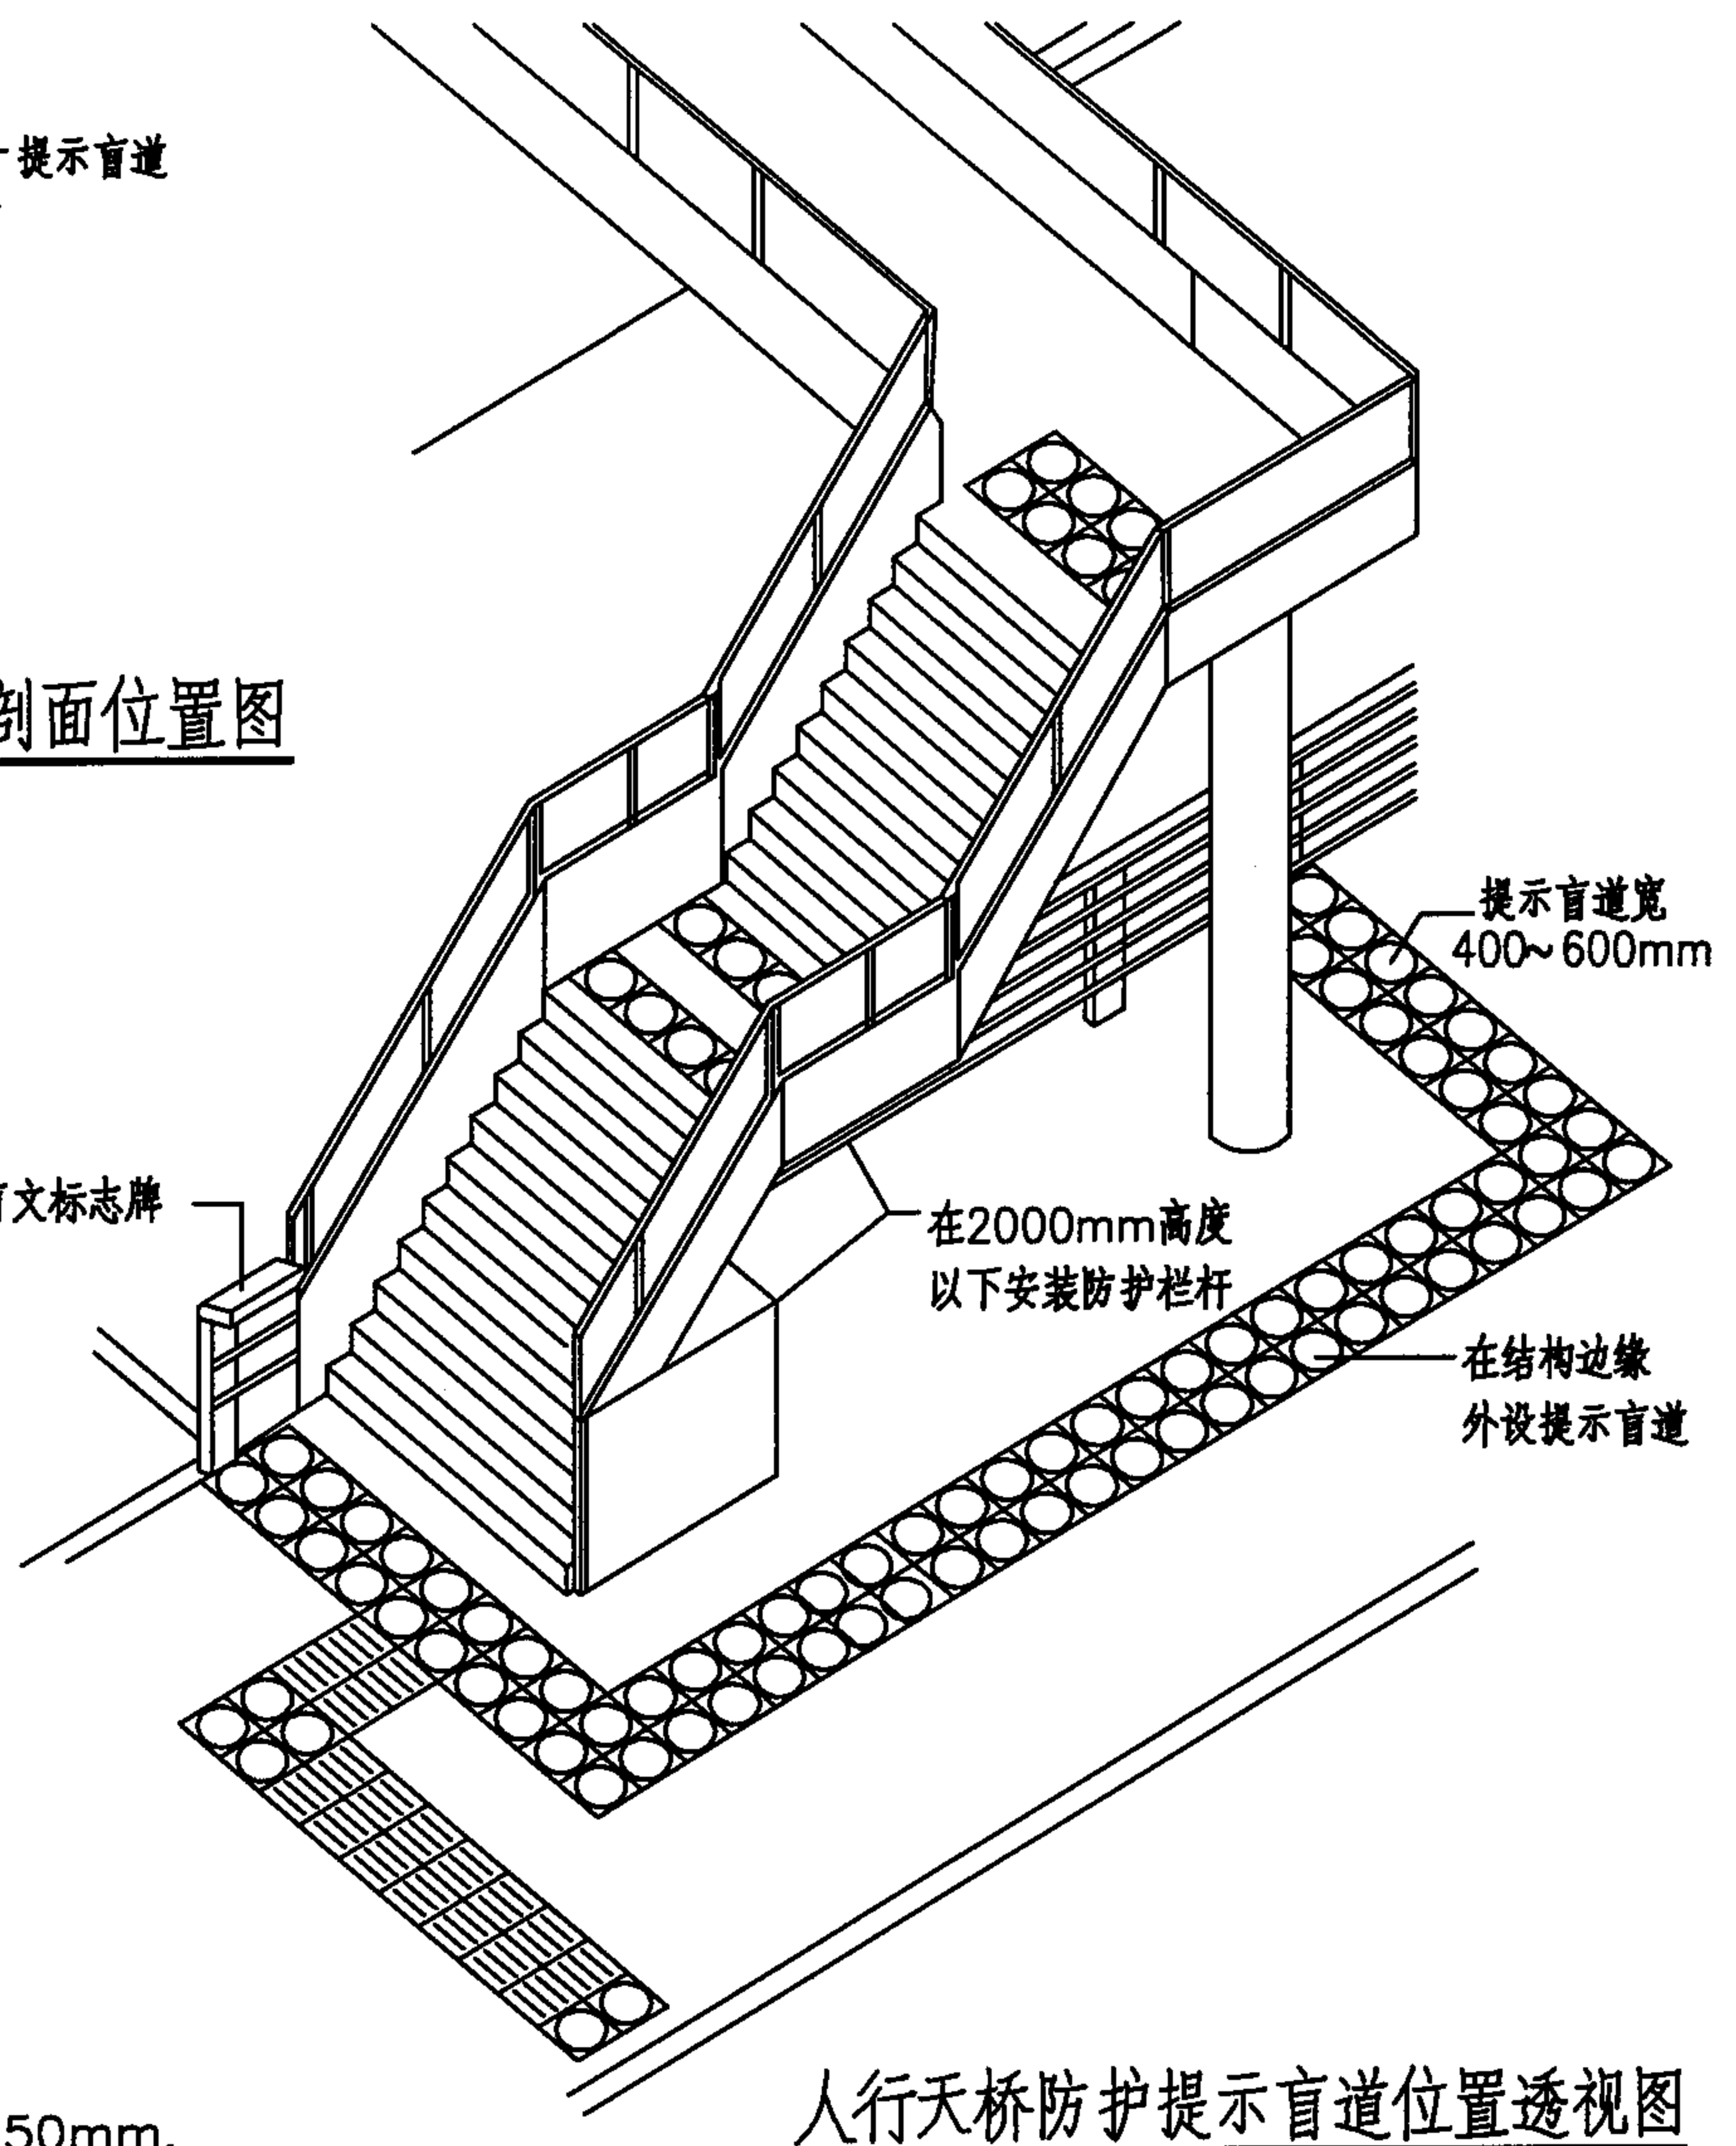 提示盲道
剖面位置图
提示盲道宽
400~600mm
盲文标志牌
在2000mm高度
以下安装防护栏杆
在结构边缘
外设提示盲道
人行天桥防护提示盲道位置透视图
50mm.